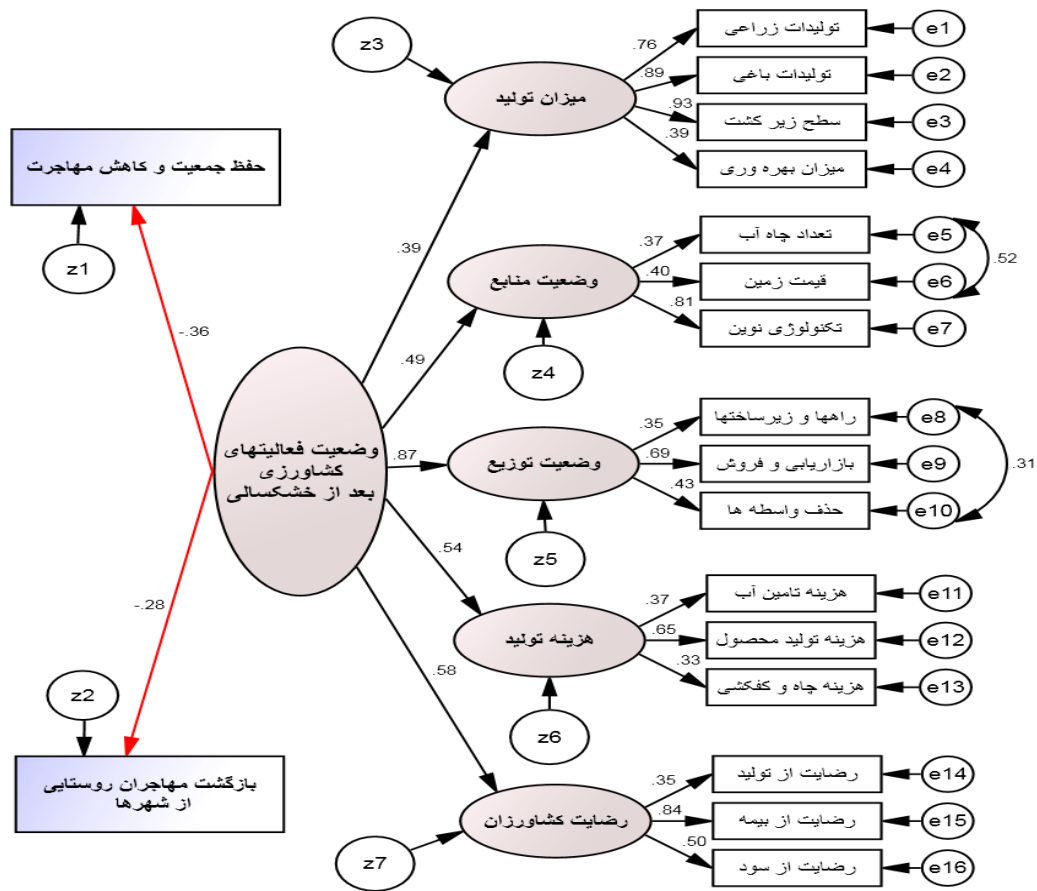 z3
میزان تولید
.76
.89
.93
.39
تولیدات زراعی
تولیدات باغی
سطح زیر کشت
میزان بهره وری
e1
e2
e3
e4
حفظ جمعیت و کاهش مهاجرت
z1
-.36
.39
وضعیت منابع
.37
.40
.81
تعداد چاه آب
قیمت زمین
تکنولوژی نوین
e5
e6
e7
.52
z4
.49
وضعیت فعالیتهای
کشاورزی
بعد از خشکسالی
.87
وضعیت توزیع
.35
.69
.43
راهها و زیرساختها
بازاریابی و فروش
حذف واسطه ها
e8
e9
e10
.31
z5
.54
هزینه تولید
.37
.65
.33
هزینه تامین آب
هزینه تولید محصول
هزینه چاه و کفکشی
e11
e12
e13
z6
-.28
z2
بازگشت مهاجران روستایی
از شهرها
.58
رضایت کشاورزان
.35
.84
.50
رضایت از تولید
رضایت از بیمه
رضایت از سود
e14
e15
e16
z7